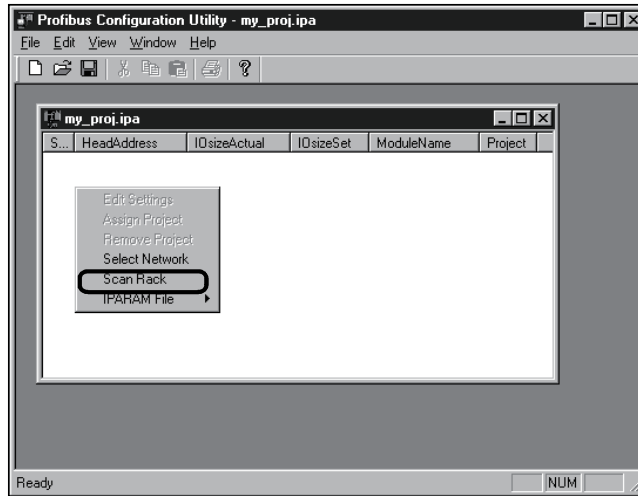 Profibus Configuration Utility - my_proj.ipa
File Edit View Window Help
my_proj.ipa
S... HeadAddress IOsizeActual IOsizeSet ModuleName Project
Edit Settings
Assign Project
Remove Project
Select Network
Scan Rack
IPARAM File
Ready NUM